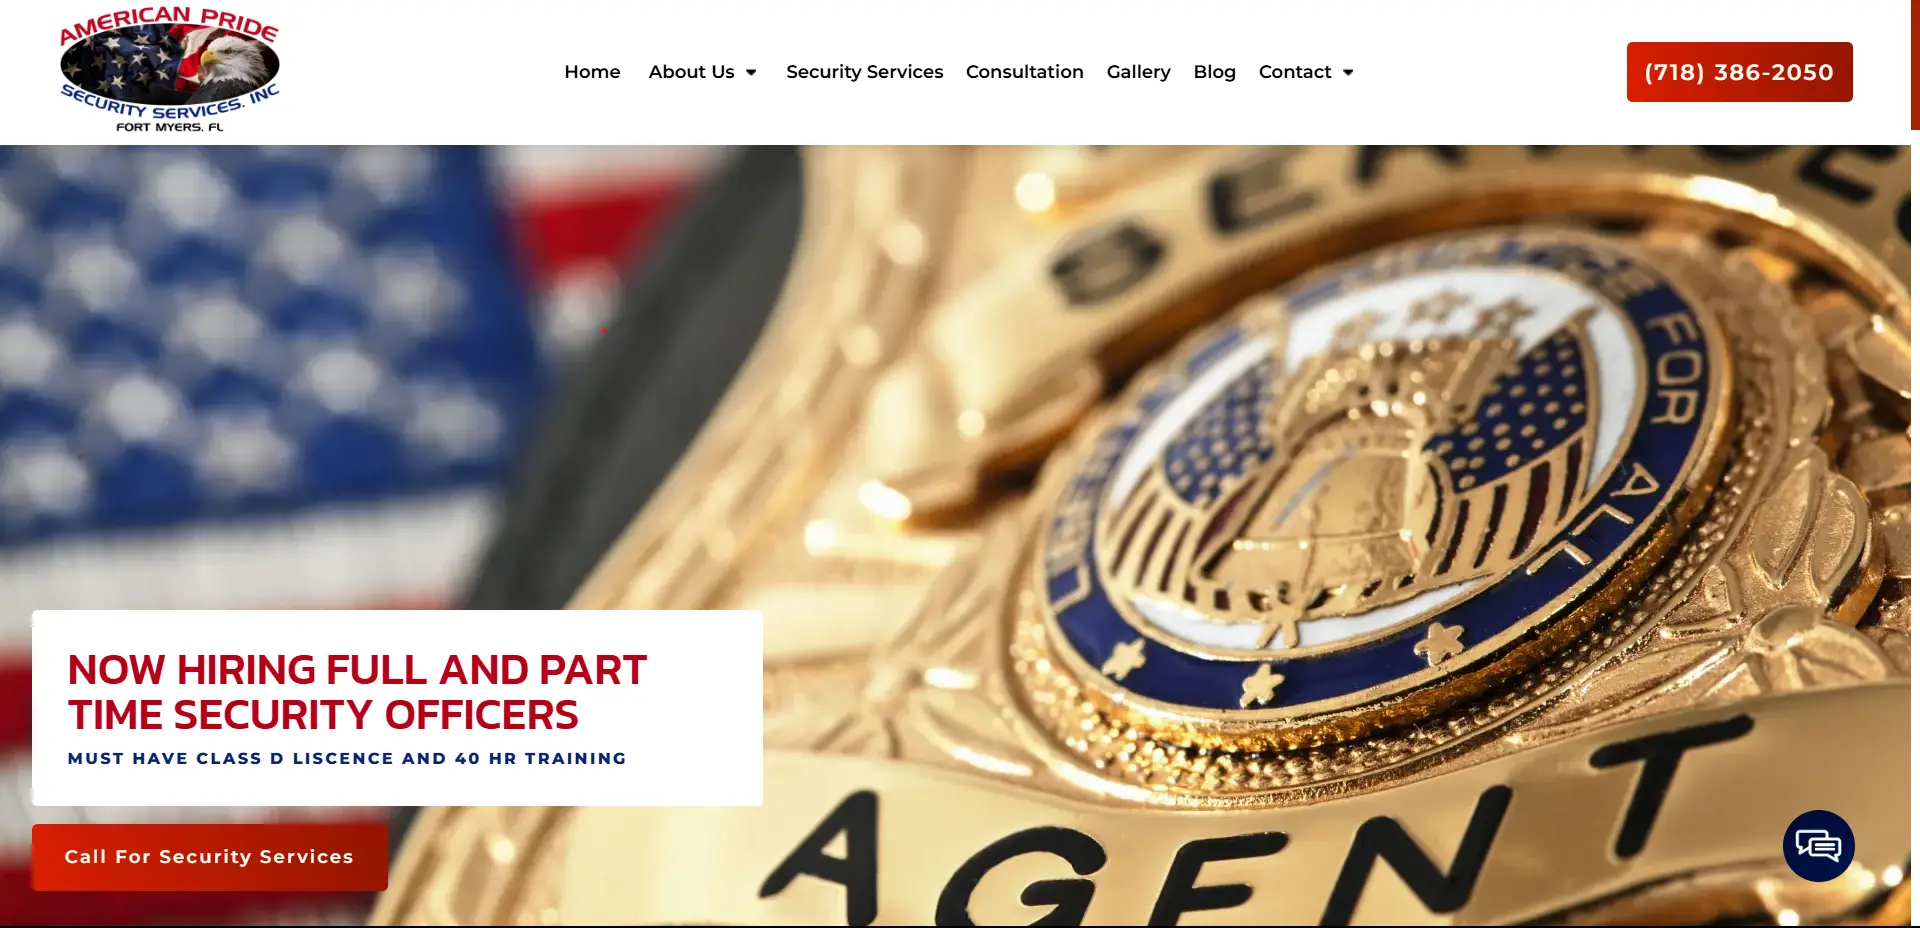 AMERICAN PRIDE
SECURITY SERVICES, INC
FORT MYERS, FL
Home
About Us
Security Services
Consultation
Gallery
Blog
Contact
(718) 386-2050
FOR ALL
NOW HIRING FULL AND PART
TIME SECURITY OFFICERS
MUST HAVE CLASS D LISCENCE AND 40 HR TRAINING
Call For Security Services
AGENT